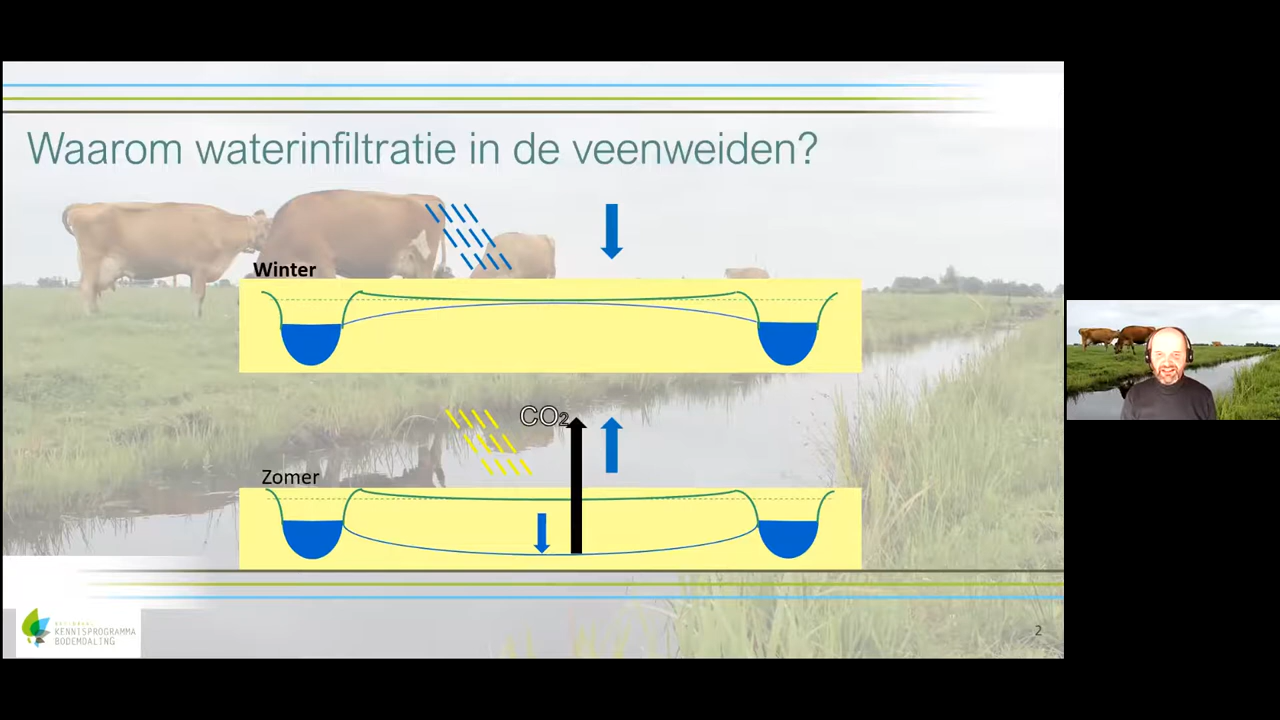 Waarom waterinfiltratie in de veenweiden?
Winter
CO2
Zomer
KENNISPROGRAMMA
BODEMDALING
2